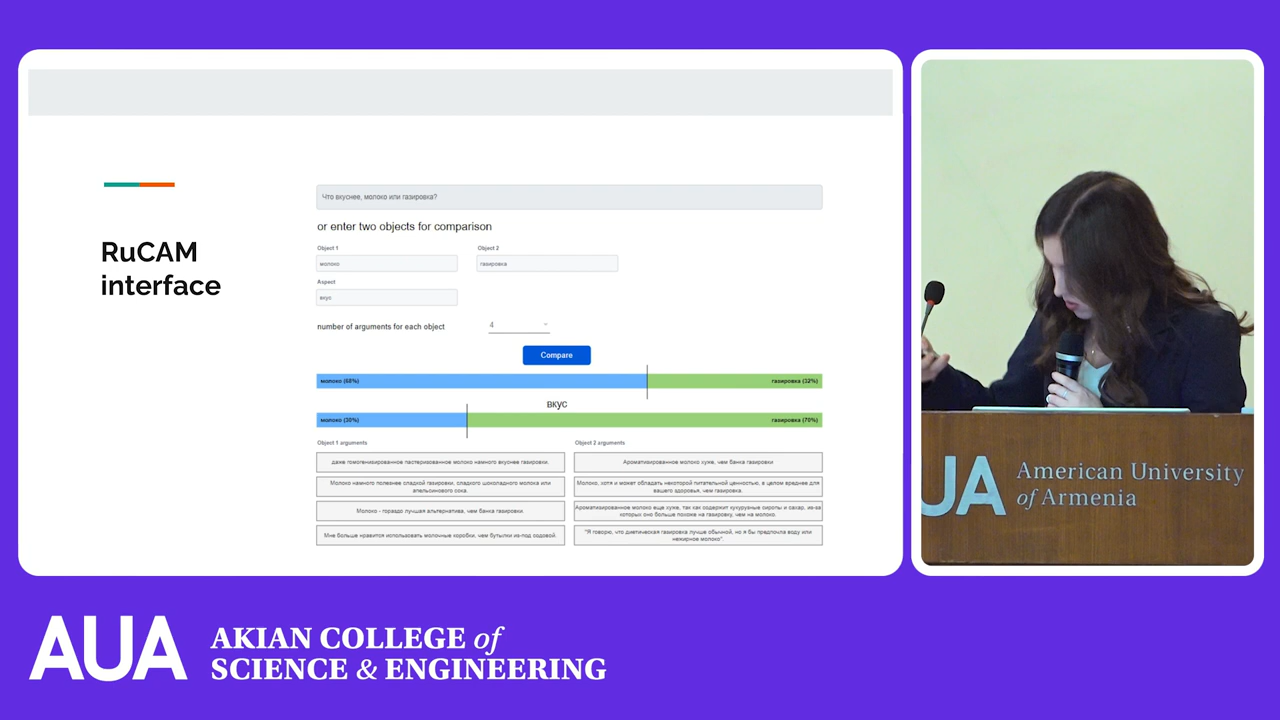 RuCAM
interface
Что вкуснее, молоко или газировка?
or enter two objects for comparison
Object 1
Object 2
молоко
газировка
Aspect
вкус
number of arguments for each object
4
Compare
молоко (68%)
газировка (32%)
вкус
молоко (30%)
газировка (70%)
Object 1 arguments
Object 2 arguments
даже гомогенизированное пастеризованное молоко намного вкуснее газировки.
Ароматизированное молоко хуже, чем банка газировки
Молоко намного полезнее сладкой газировки, сладкого шоколадного молока или
апельсинового сока.
Молоко, хотя и может обладать некоторой питательной ценностью, в целом вреднее для
вашего здоровья, чем газировка.
Молоко - гораздо лучшая альтернатива, чем банка газировки.
Ароматизированное молоко еще хуже, так как содержит кукурузные сиропы и сахар, из-за
которых оно больше похоже на газировку, чем на молоко.
Мне больше нравится использовать молочные коробки, чем бутылки из-под содовой.
"Я говорю, что диетическая газировка лучше обычной, но я бы предпочла воду или
нежирное молоко".
UA American University
of Armenia
AUA AKIAN COLLEGE of
SCIENCE & ENGINEERING